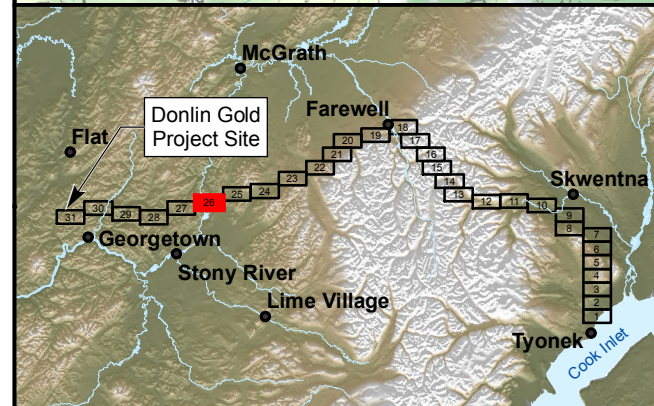 McGrath
Farewell
Donlin Gold
Project Site
Flat
18
19
20
17
21
16
22
15
23
14
Skwentna
25
24
13
26
12
11
10
27
30
29
28
31
9
8
7
Georgetown
6
Stony River
5
4
3
Lime Village
2
1
Tyonek
Cook Inlet